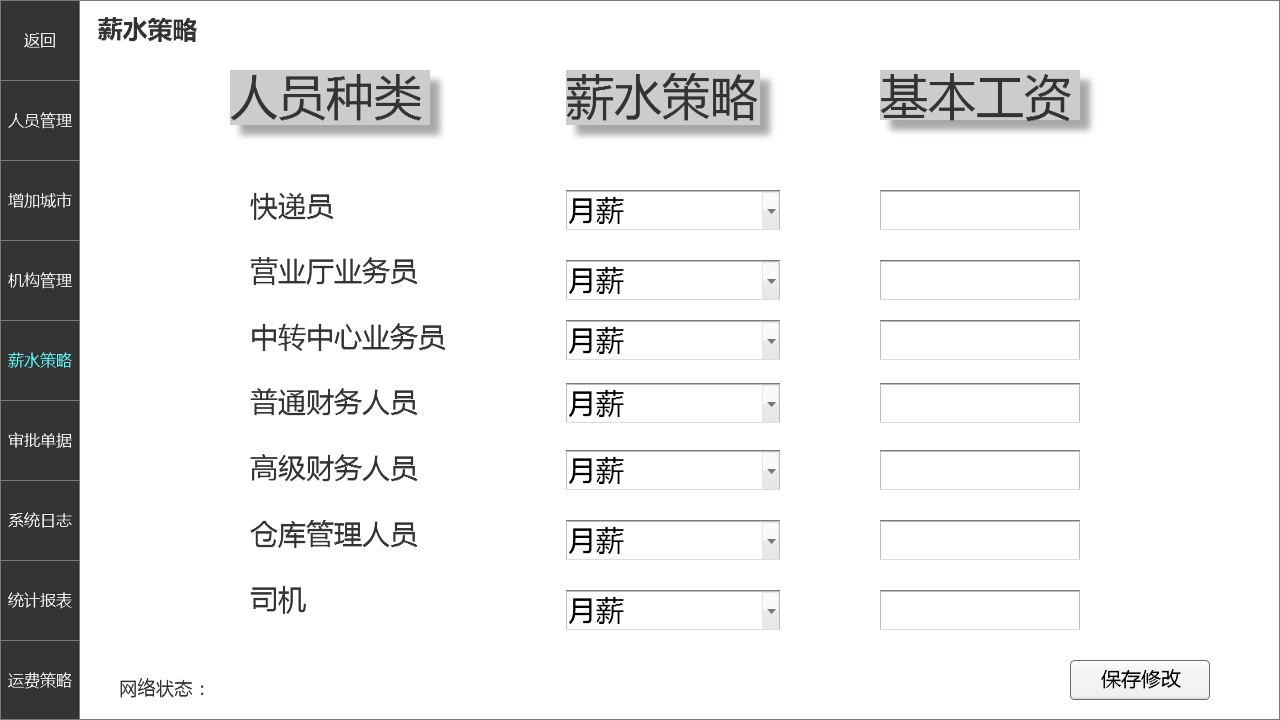 返回
人员管理
增加城市
机构管理
薪水策略
审批单据
系统日志
统计报表
运费策略
薪水策略
人员种类 薪水策略 基本工资
快递员 月薪
营业厅业务员 月薪
中转中心业务员 月薪
普通财务人员 月薪
高级财务人员 月薪
仓库管理人员 月薪
司机 月薪
网络状态：
保存修改